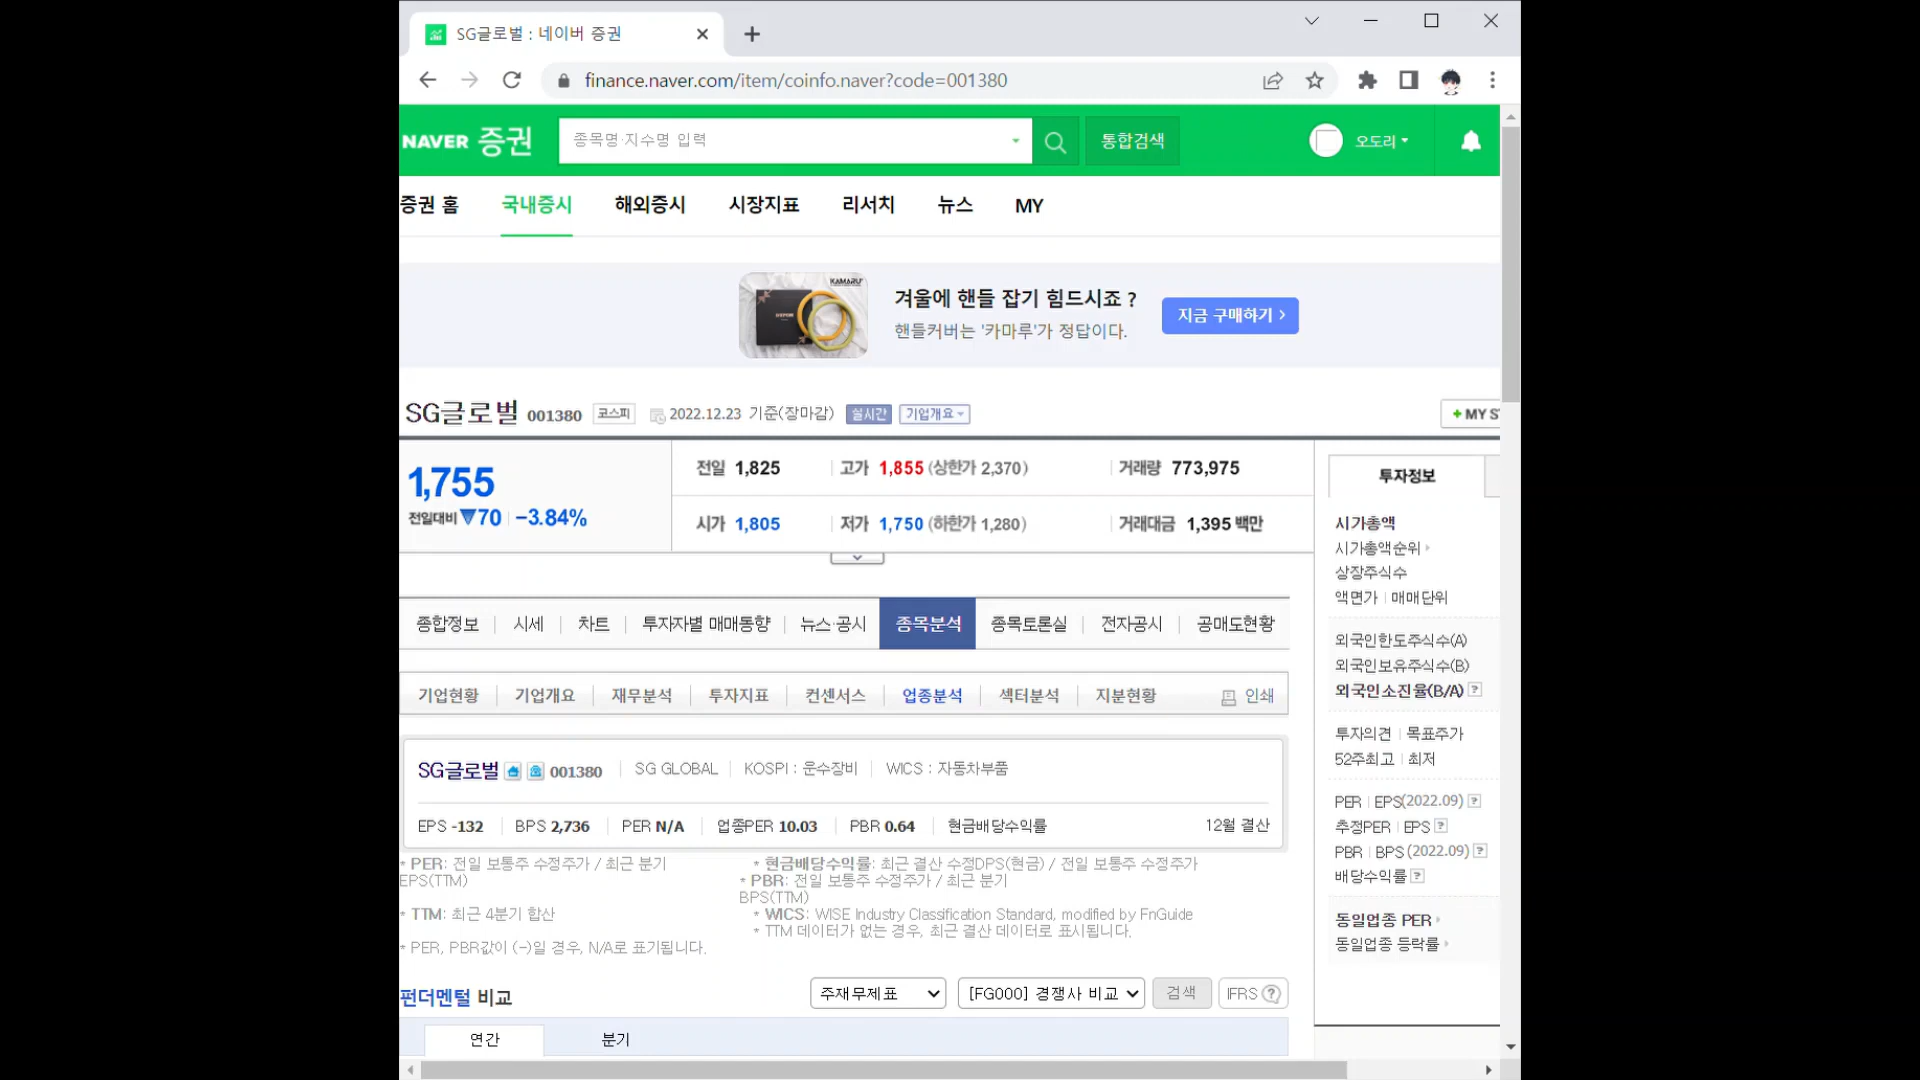 SG글로벌 : 네이버 증권
finance.naver.com/item/coinfo.naver?code=001380
NAVER 증권
종목명·지수명 입력
통합검색
오도리
증권 홈 국내증시 해외증시 시장지표 리서치 뉴스 MY
KAMARU
겨울에 핸들 잡기 힘드시죠 ?
핸들커버는 '카마루'가 정답이다.
지금 구매하기 >
SG글로벌 001380 코스피 2022.12.23 기준(장마감) 실시간 기업개요
+ MY S
1,755
전일대비 ▼70 -3.84%
전일 1,825 고가 1,855 (상한가 2,370) 거래량 773,975
시가 1,805 저가 1,750 (하한가 1,280) 거래대금 1,395 백만
종합정보 시세 차트 투자자별 매매동향 뉴스·공시 종목분석 종목토론실 전자공시 공매도현황
기업현황 기업개요 재무분석 투자지표 컨센서스 업종분석 섹터분석 지분현황 인쇄
SG글로벌 001380 SG GLOBAL KOSPI : 운수장비 WICS : 자동차부품
EPS -132 BPS 2,736 PER N/A 업종PER 10.03 PBR 0.64 현금배당수익률 12월 결산
* PER: 전일 보통주 수정주가 / 최근 분기
EPS(TTM)
* 현금배당수익률: 최근 결산 수정DPS(현금) / 전일 보통주 수정주가
* PBR: 전일 보통주 수정주가 / 최근 분기
BPS(TTM)
* TTM: 최근 4분기 합산
* WICS: WISE Industry Classification Standard, modified by FnGuide
* TTM 데이터가 없는 경우, 최근 결산 데이터로 표시됩니다.
* PER, PBR값이 (-)일 경우, N/A로 표기됩니다.
펀더멘털 비교
주재무제표
[FG000] 경쟁사 비교
검색
IFRS ?
연간 분기
투자정보
시가총액
시가총액순위
상장주식수
액면가 매매단위
외국인한도주식수(A)
외국인보유주식수(B)
외국인소진율(B/A) ?
투자의견 목표주가
52주최고 최저
PER EPS(2022.09) ?
추정PER EPS ?
PBR BPS (2022.09) ?
배당수익률 ?
동일업종 PER
동일업종 등락률